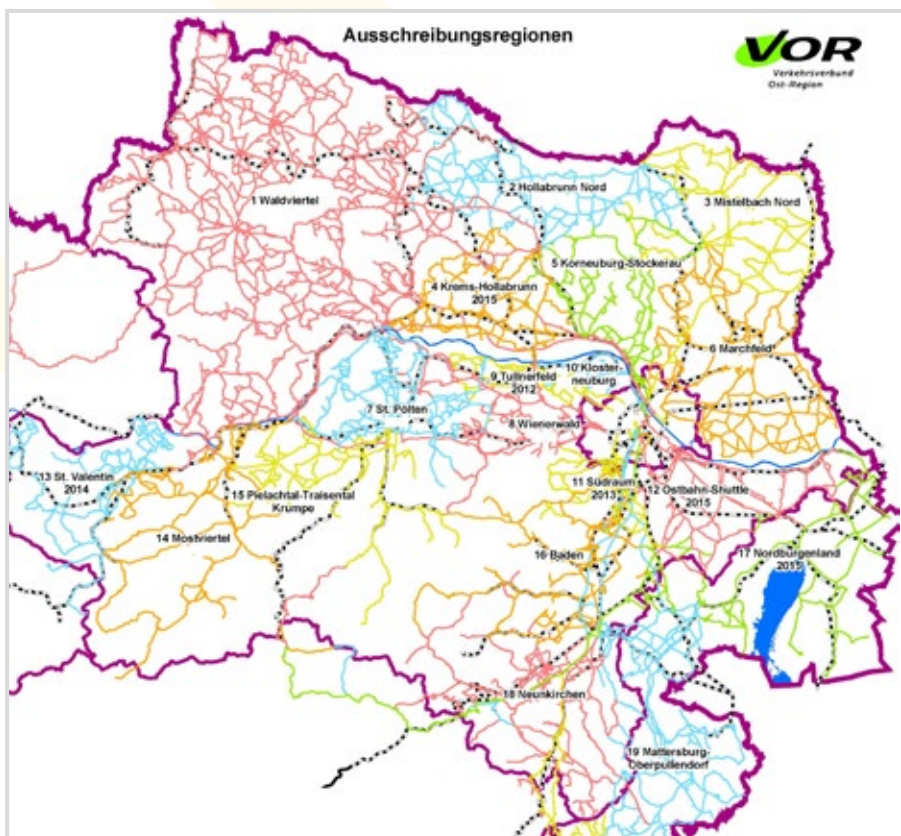 Ausschreibungsregionen
VOR
Verkehrsverbund
Ost-Region
1 Waldviertel
2 Hollabrunn Nord
3 Mistelbach Nord
5 Korneuburg-Stockerau
4 Krems-Hollabrunn
2015
6 Marchfeld
10 Kloster-
neuburg
9 Tullnerfeld
2012
7 St. Pölten
8 Wienerwald
13 St. Valentin
2014
11 Südraum
2013
12 Ostbahn-Shuttle
2015
15 Pielachtal-Traisental
Krumpe
14 Mostviertel
16 Baden
17 Nordburgenland
2015
18 Neunkirchen
19 Mattersburg-
Oberpullendorf